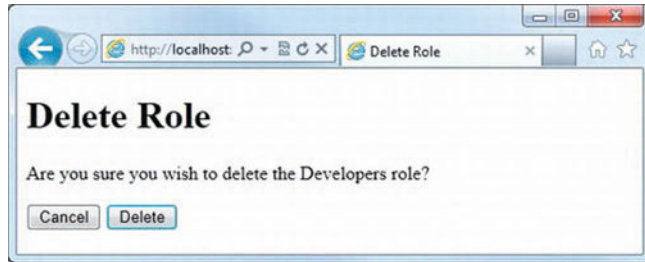 http://localhost:
Delete Role
Delete Role
Are you sure you wish to delete the Developers role?
Cancel
Delete